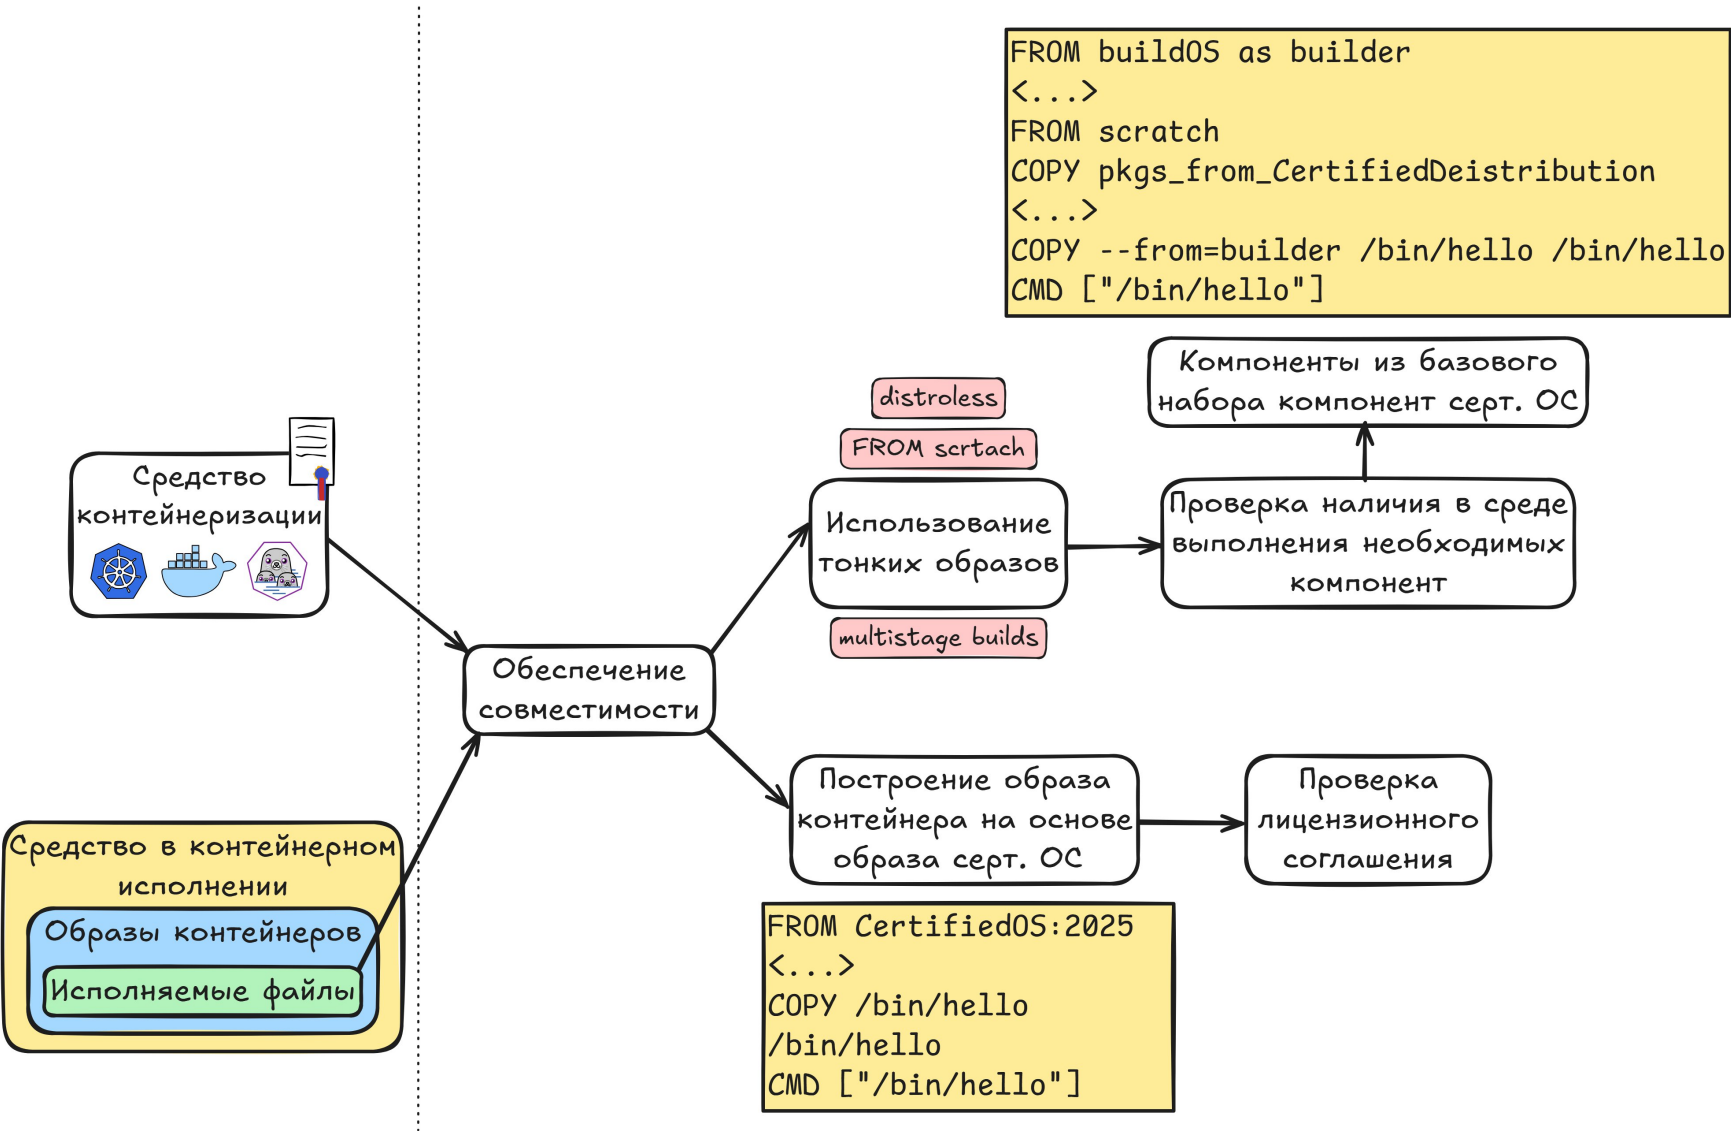 FROM buildOS as builder
<...>
FROM scratch
COPY pkgs_from_CertifiedDeistribution
<...>
COPY --from=builder /bin/hello /bin/hello
CMD ["/bin/hello"]
Компоненты из базового
набора компонент серт. ОС
distroless
FROM scrtach
Средство
контейнеризации
Использование
тонких образов
Проверка наличия в среде
выполнения необходимых
компонент
multistage builds
Обеспечение
совместимости
Построение образа
контейнера на основе
образа серт. ОС
Проверка
лицензионного
соглашения
Средство в контейнерном
исполнении
Образы контейнеров
Исполняемые файлы
FROM CertifiedOS:2025
<...>
COPY /bin/hello
/bin/hello
CMD ["/bin/hello"]